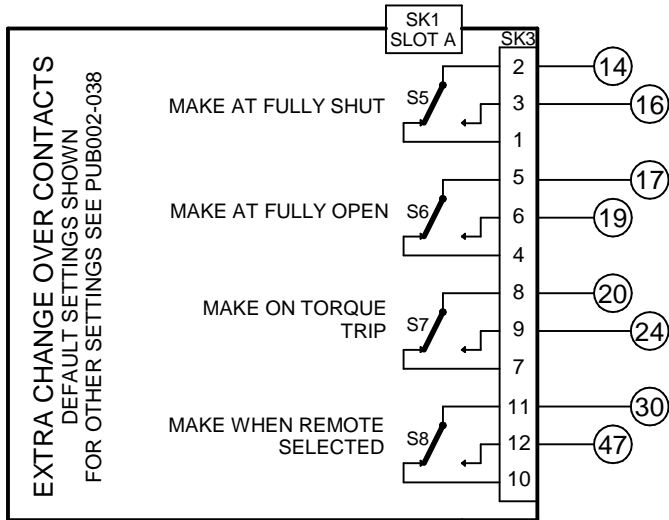 SK1
SLOT A
SK3
EXTRA CHANGE OVER CONTACTS
DEFAULT SETTINGS SHOWN
FOR OTHER SETTINGS SEE PUB002-038
MAKE AT FULLY SHUT
S5
2
14
3
16
1
MAKE AT FULLY OPEN
S6
5
17
6
19
4
MAKE ON TORQUE
TRIP
S7
8
20
9
24
7
MAKE WHEN REMOTE
SELECTED
S8
11
30
12
47
10